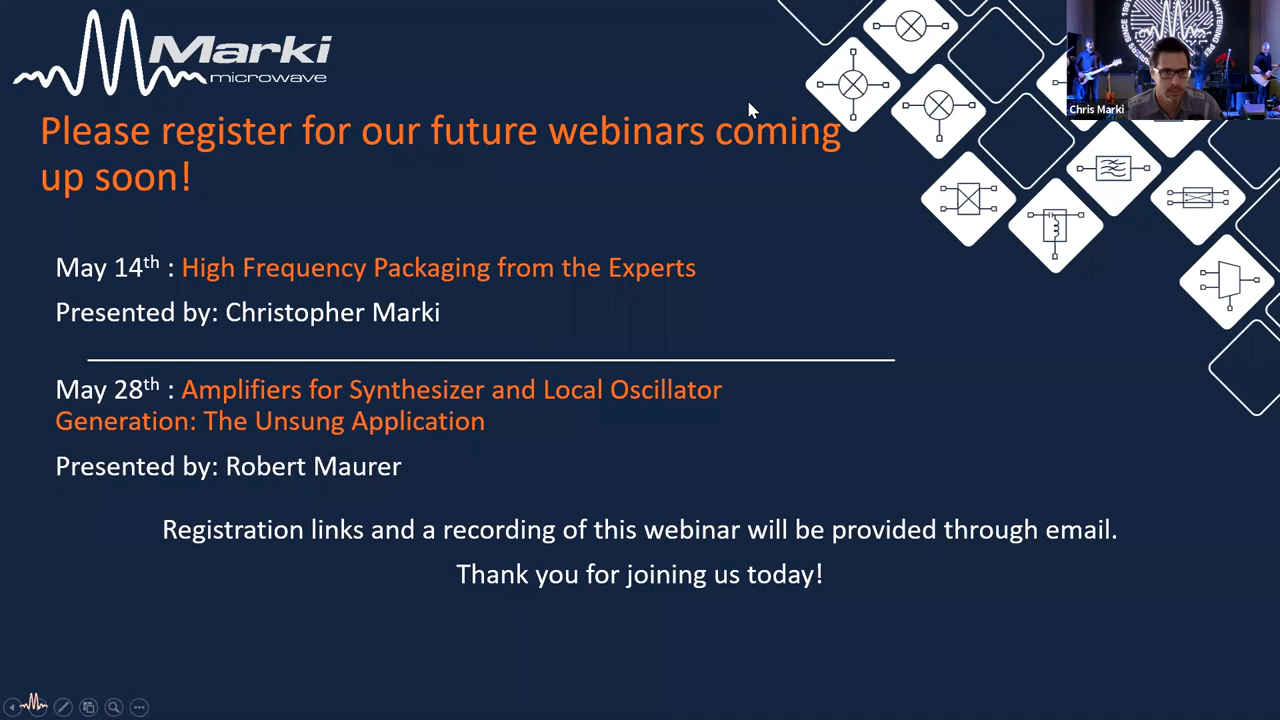 Marki
microwave
Chris Marki
Please register for our future webinars coming
up soon!
May 14th : High Frequency Packaging from the Experts
Presented by: Christopher Marki
May 28th : Amplifiers for Synthesizer and Local Oscillator
Generation: The Unsung Application
Presented by: Robert Maurer
Registration links and a recording of this webinar will be provided through email.
Thank you for joining us today!